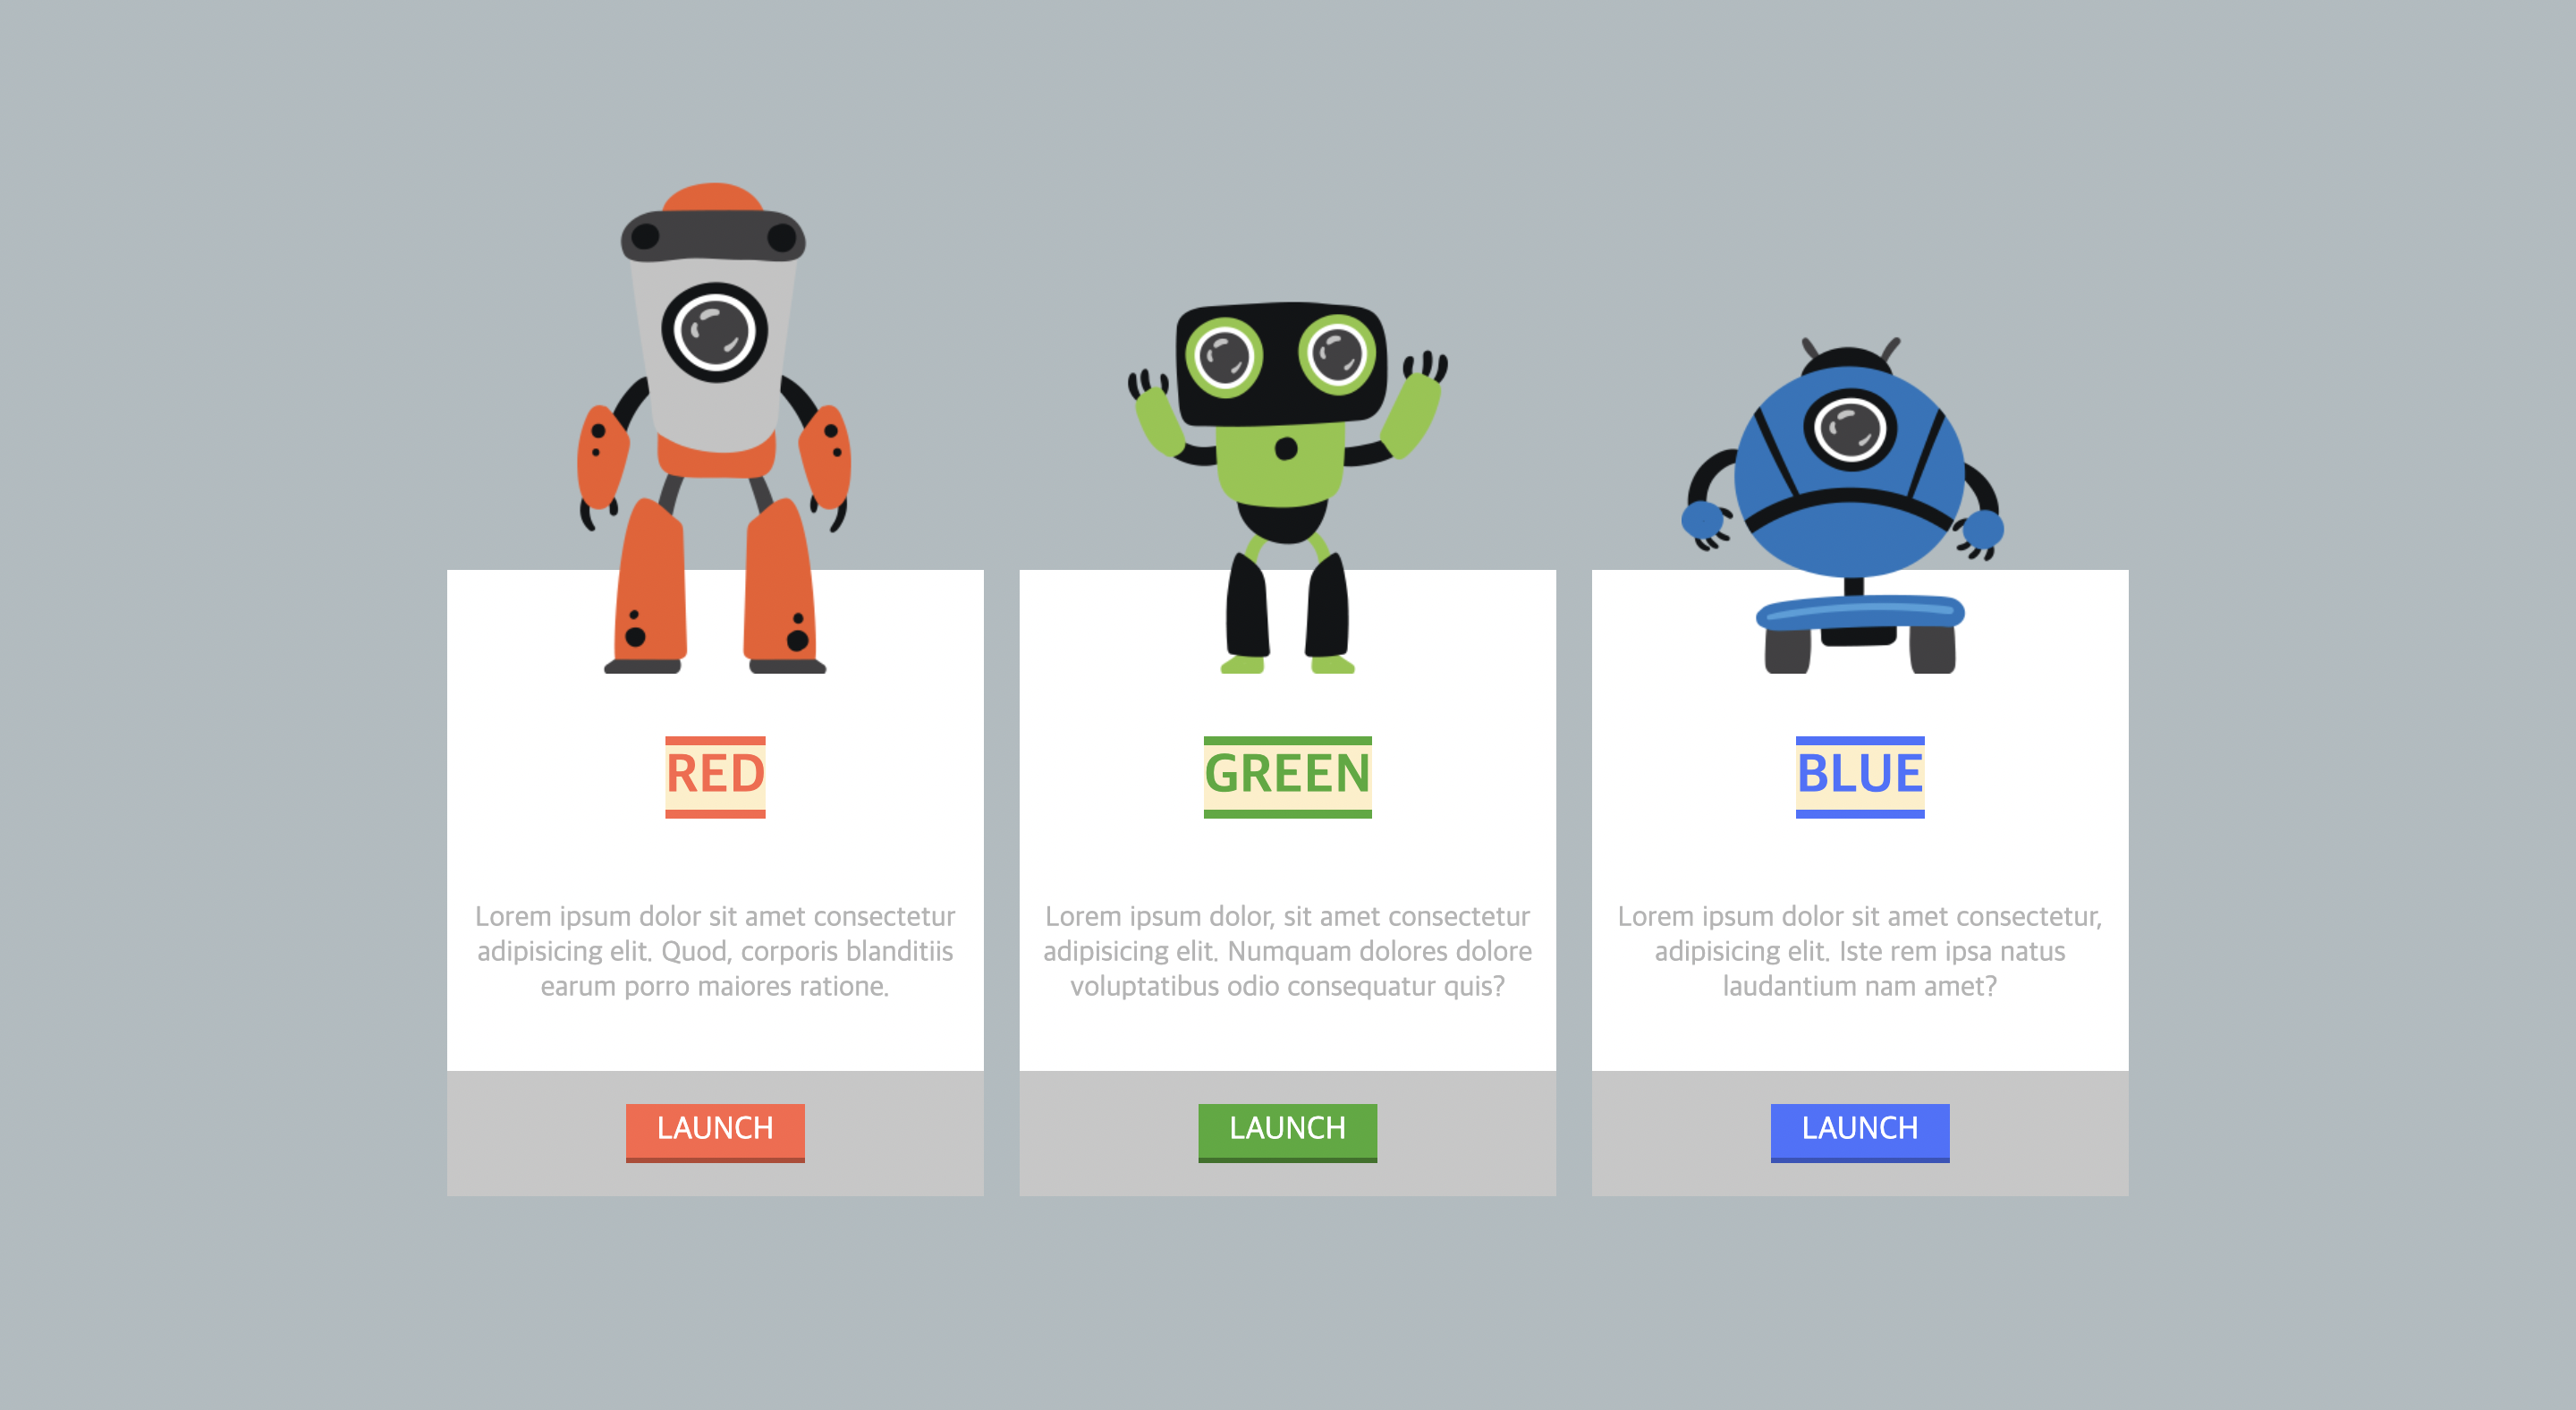 RED
Lorem ipsum dolor sit amet consectetur
adipisicing elit. Quod, corporis blanditiis
earum porro maiores ratione.
LAUNCH
GREEN
Lorem ipsum dolor, sit amet consectetur
adipisicing elit. Numquam dolores dolore
voluptatibus odio consequatur quis?
LAUNCH
BLUE
Lorem ipsum dolor sit amet consectetur,
adipisicing elit. Iste rem ipsa natus
laudantium nam amet?
LAUNCH